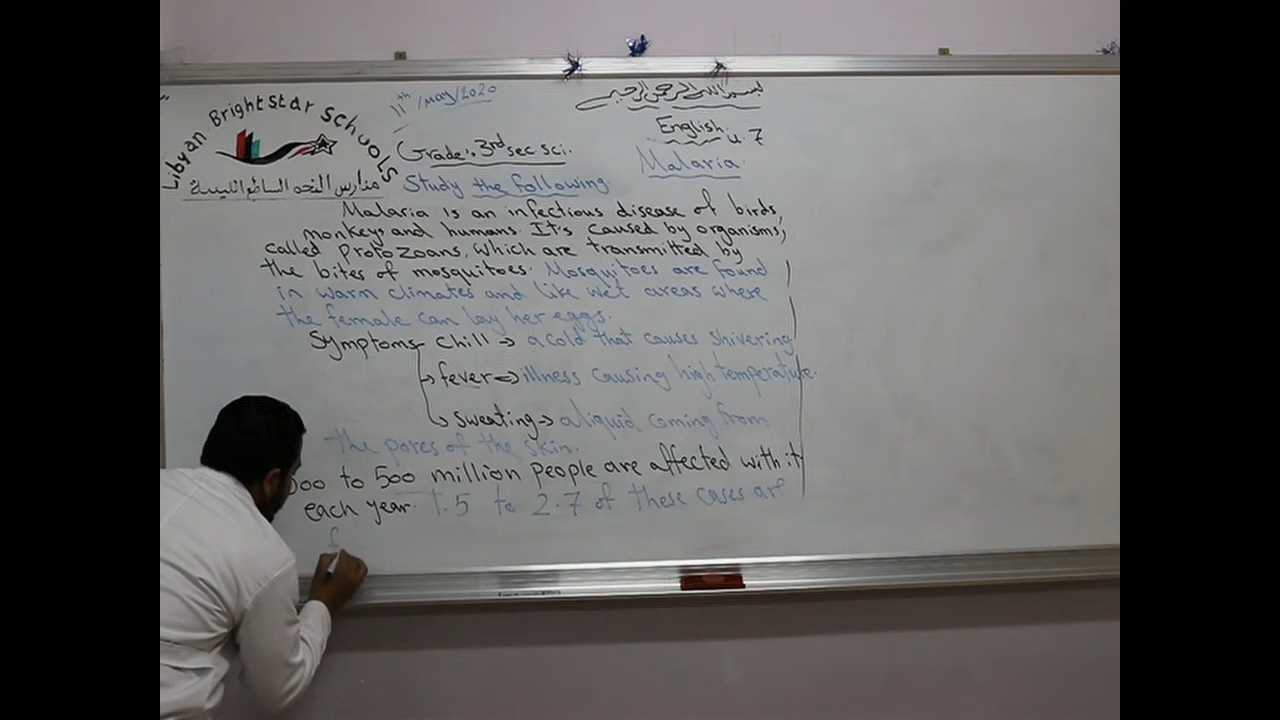 Libyan Brightstar Schools
11th/May/2020
بسم الله الرحمن الرحيم
English u.7
Grade: 3rd sec sci.
Malaria
مدارس النجم الساطع الليبية
Study the following
Malaria is an infectious disease of birds,
monkeys and humans. It's caused by organisms,
called Protozoans, which are transmitted by
the bites of mosquitoes. Mosquitoes are found
in warm climates and like wet areas where
the female can lay her eggs.
Symptoms → chill → a cold that causes shivering
→ fever → illness causing high temperature.
→ sweating → a liquid coming from
the pores of the skin.
00 to 500 million people are affected with it
each year. 1.5 to 2.7 of these cases are
f